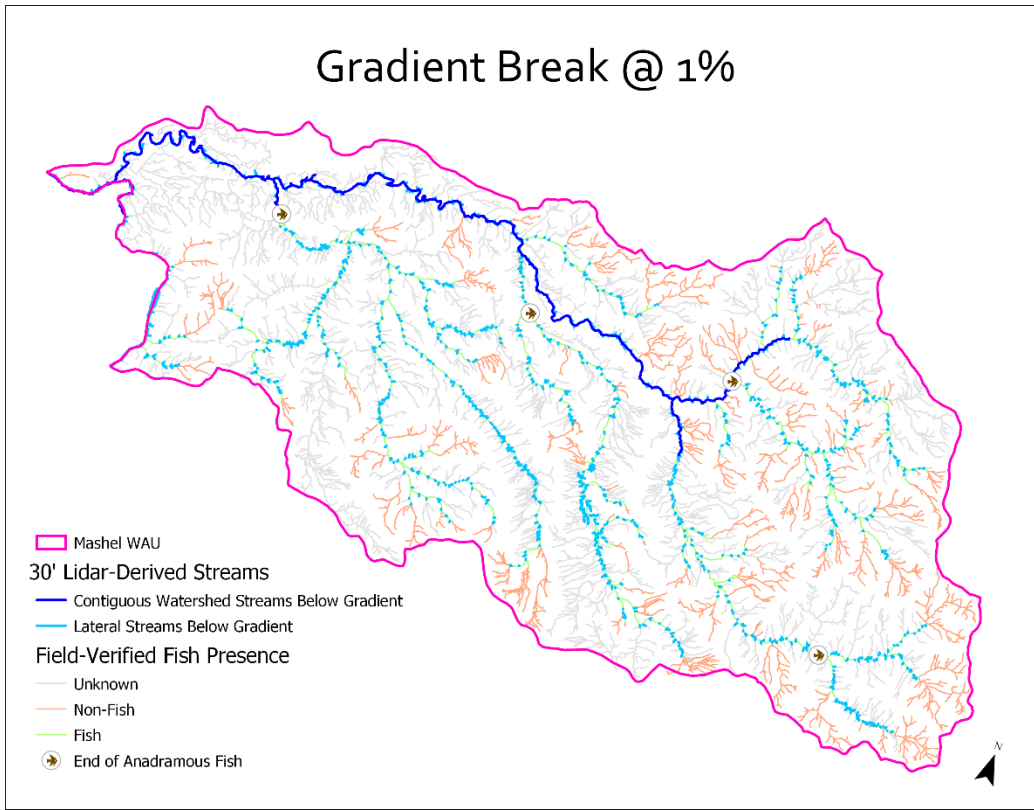 Gradient Break @ 1%
Mashel WAU
30' Lidar-Derived Streams
Contiguous Watershed Streams Below Gradient
Lateral Streams Below Gradient
Field-Verified Fish Presence
Unknown
Non-Fish
Fish
End of Anadramous Fish
N